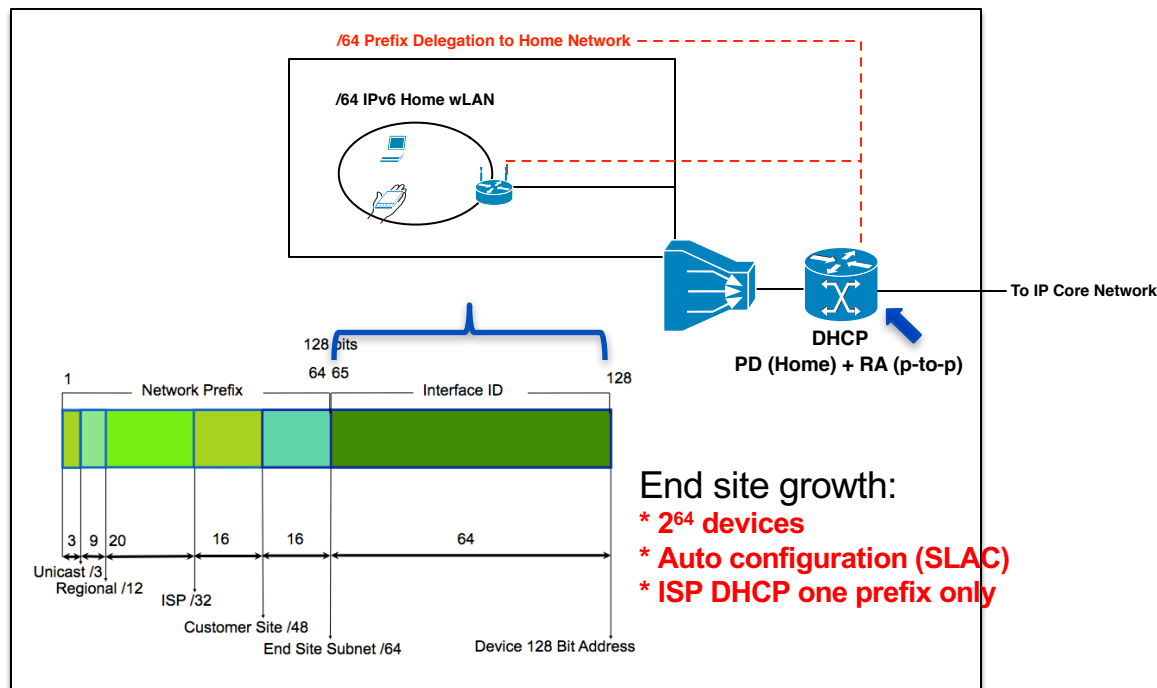 /64 Prefix Delegation to Home Network
/64 IPv6 Home wLAN
To IP Core Network
DHCP
PD (Home) + RA (p-to-p)
128 bits
1
64
65
128
Network Prefix
Interface ID
3
9
20
16
16
64
Unicast /3
Regional /12
ISP /32
Customer Site /48
End Site Subnet /64
Device 128 Bit Address
End site growth:
* 2⁶⁴ devices
* Auto configuration (SLAC)
* ISP DHCP one prefix only